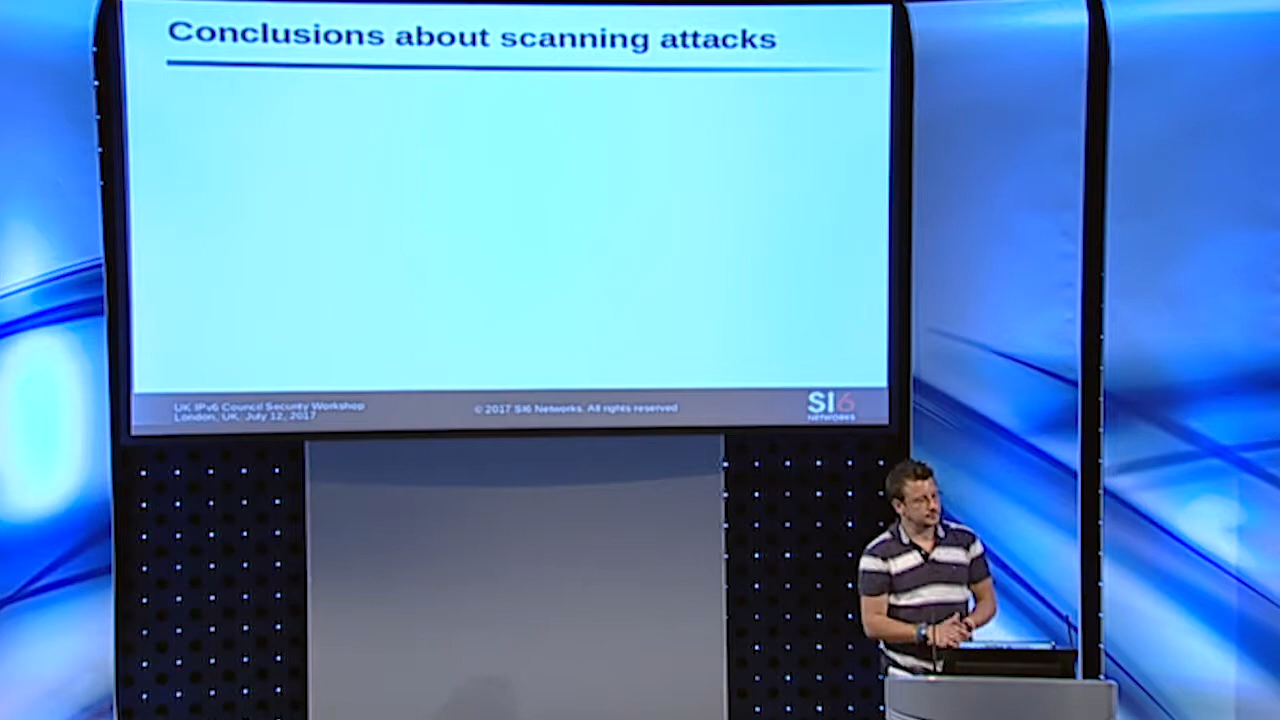 Conclusions about scanning attacks
UK IPv6 Council Security Workshop
London, UK. July 12, 2017
© 2017 SI6 Networks. All rights reserved
SI6
NETWORKS